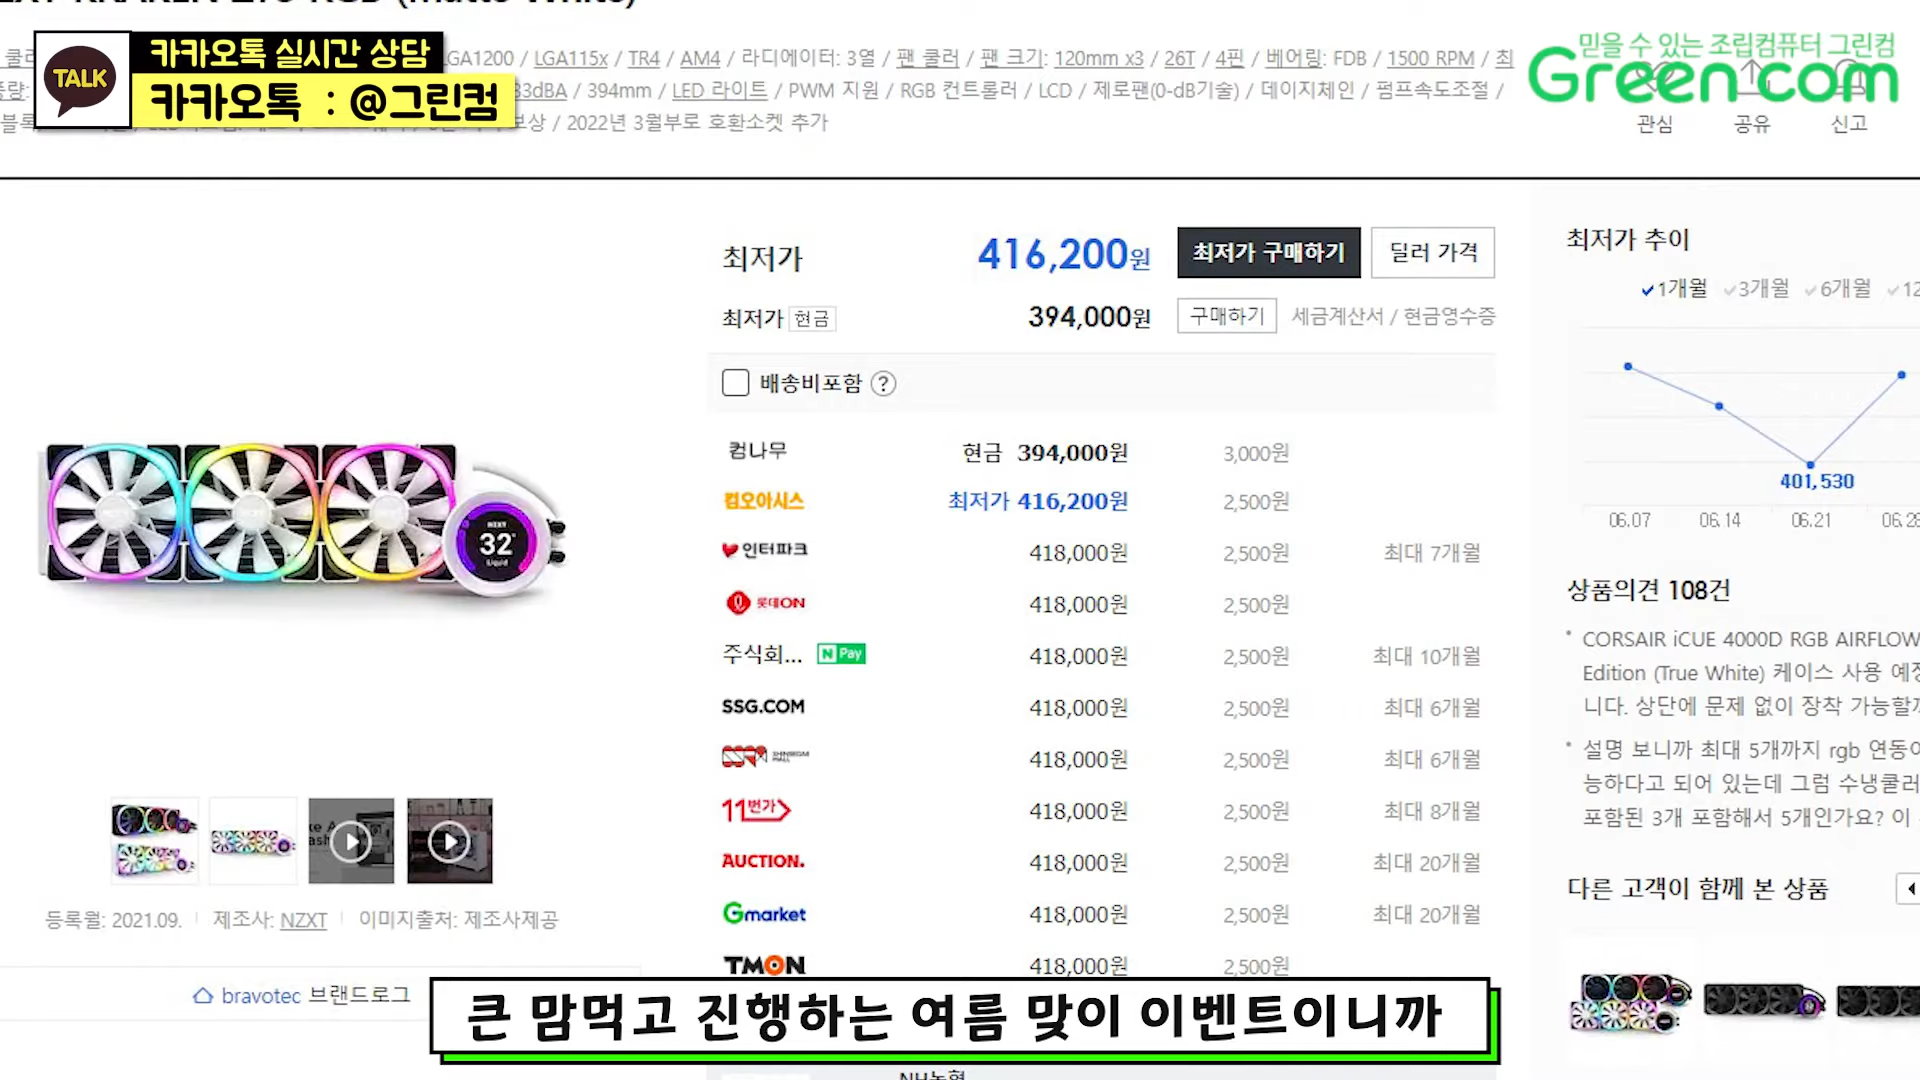 (Matte White)
카카오톡 실시간 상담
TALK
카카오톡 : @그린컴
LGA1200 / LGA115x / TR4 / AM4 / 라디에이터: 3열 / 팬 쿨러 / 팬 크기: 120mm x3 / 26T / 4핀 / 베어링: FDB / 1500 RPM / 최
33dBA / 394mm / LED 라이트 / PWM 지원 / RGB 컨트롤러 / LCD / 제로팬(0-dB기술) / 데이지체인 / 펌프속도조절 /
보상 / 2022년 3월부로 호환소켓 추가
믿을 수 있는 조립컴퓨터 그린컴
Green com
관심 공유 신고
최저가 416,200원 최저가 구매하기 딜러 가격
최저가 현금 394,000원 구매하기 세금계산서 / 현금영수증
배송비포함 ?
컴나무 현금 394,000원 3,000원
컴오아시스 최저가 416,200원 2,500원
인터파크 418,000원 2,500원 최대 7개월
롯데ON 418,000원 2,500원
주식회... N Pay 418,000원 2,500원 최대 10개월
SSG.COM 418,000원 2,500원 최대 6개월
SHINSEGAE MALL 418,000원 2,500원 최대 6개월
11번가 418,000원 2,500원 최대 8개월
AUCTION. 418,000원 2,500원 최대 20개월
Gmarket 418,000원 2,500원 최대 20개월
TMON 418,000원 2,500원
NZXT
32°
Liquid
등록월: 2021.09. 제조사: NZXT 이미지출처: 제조사제공
bravotec 브랜드로그
최저가 추이
1개월 3개월 6개월 12
401,530
06.07 06.14 06.21 06.28
상품의견 108건
CORSAIR iCUE 4000D RGB AIRFLOW
Edition (True White) 케이스 사용 예정
니다. 상단에 문제 없이 장착 가능할까
설명 보니까 최대 5개까지 rgb 연동이
능하다고 되어 있는데 그럼 수냉쿨러
포함된 3개 포함해서 5개인가요? 이
다른 고객이 함께 본 상품
큰 맘먹고 진행하는 여름 맞이 이벤트이니까